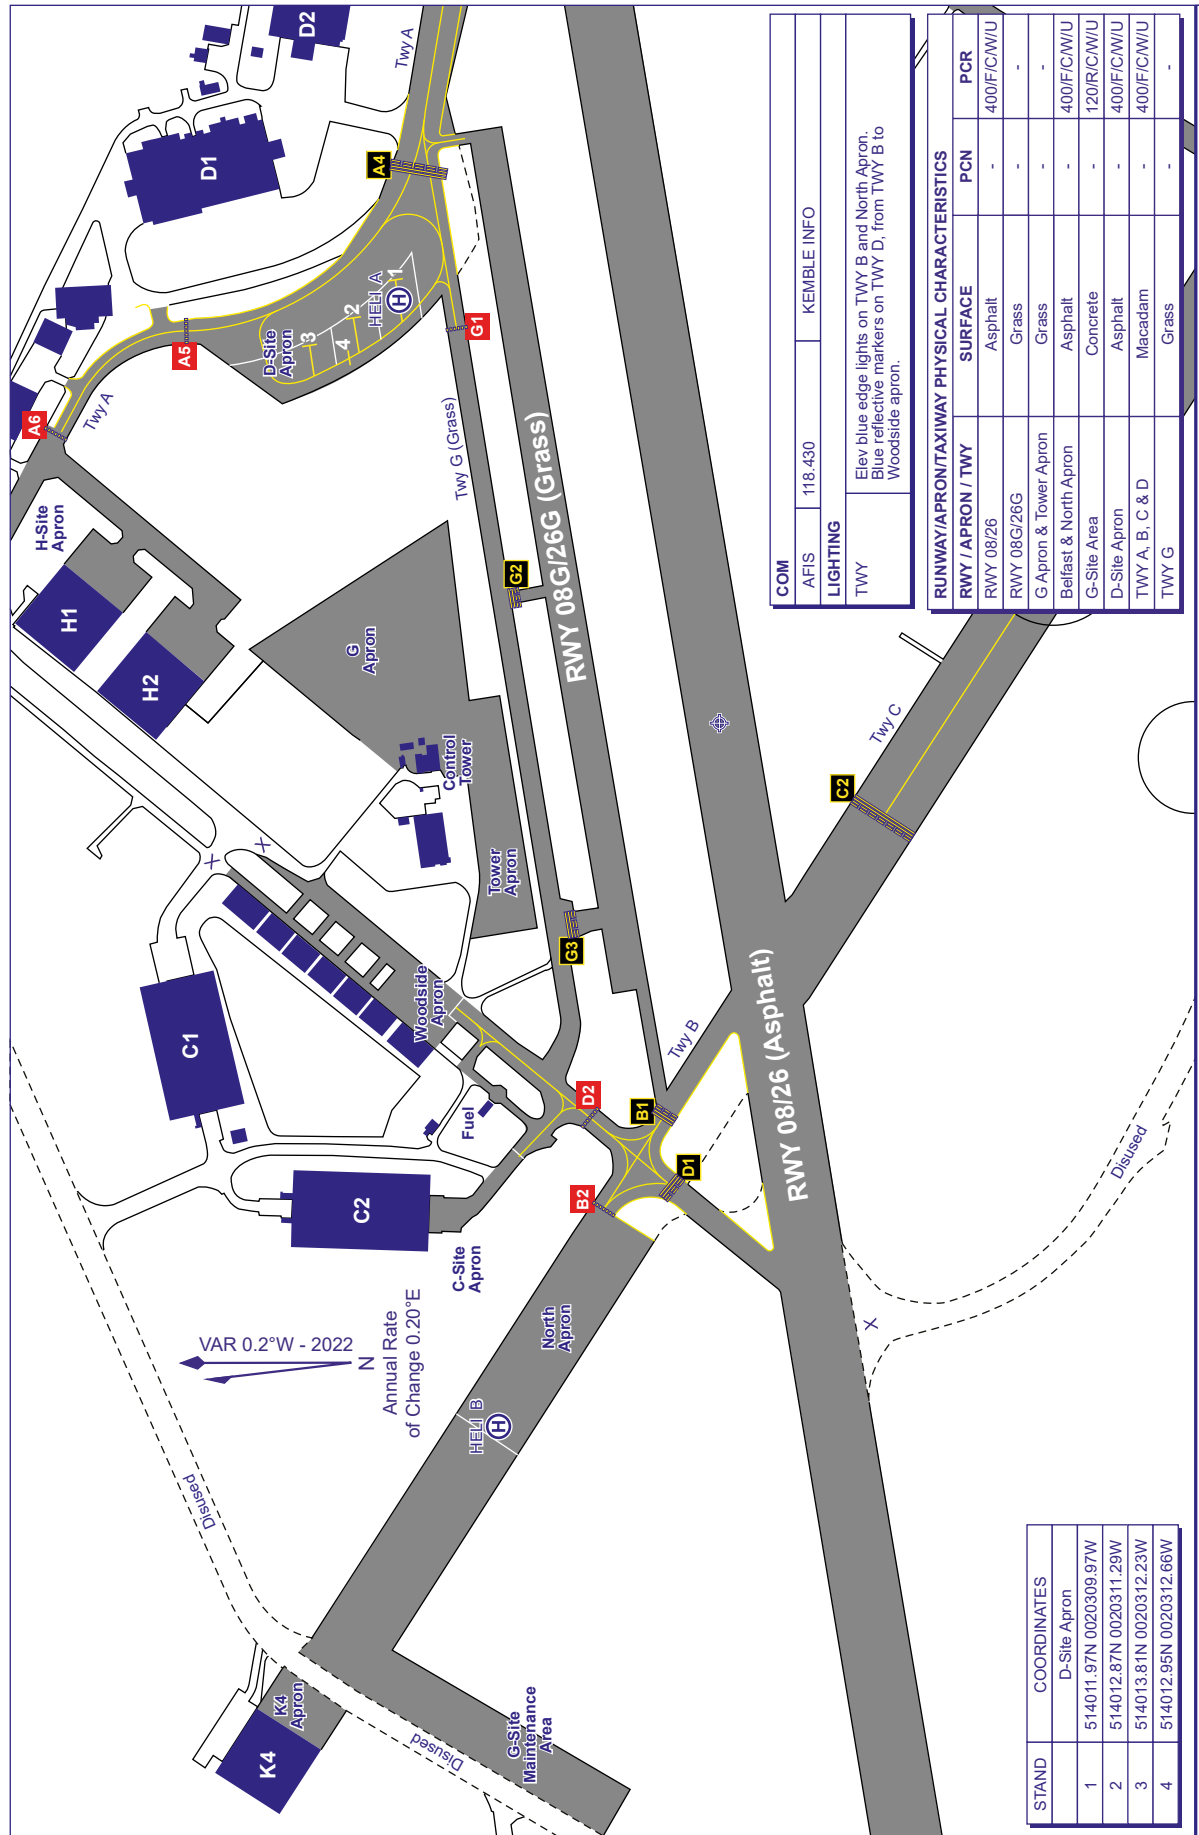 D2
Twy A
D1
A4
A5
A6
Twy A
D-Site
Apron
3
4
2
1
HELI A
H
G1
H-Site
Apron
H1
H2
Twy G (Grass)
G2
RWY 08G/26G (Grass)
G
Apron
Control
Tower
Tower
Apron
G3
X
X
C1
Woodside
Apron
Fuel
D2
B1
Twy B
D1
B2
C2
C-Site
Apron
RWY 08/26 (Asphalt)
Twy C
C2
Disused
X
VAR 0.2°W - 2022
N
Annual Rate
of Change 0.20°E
North
Apron
HELI B
H
Disused
K4
K4
Apron
Disused
G-Site
Maintenance
Area
COM
AFIS 118.430 KEMBLE INFO
LIGHTING
TWY Elev blue edge lights on TWY B and North Apron.
Blue reflective markers on TWY D, from TWY B to
Woodside apron.
RUNWAY/APRON/TAXIWAY PHYSICAL CHARACTERISTICS
RWY / APRON / TWY SURFACE PCN PCR
RWY 08/26 Asphalt - 400/F/C/W/U
RWY 08G/26G Grass - -
G Apron & Tower Apron Grass - -
Belfast & North Apron Asphalt - 400/F/C/W/U
G-Site Area Concrete - 120/R/C/W/U
D-Site Apron Asphalt - 400/F/C/W/U
TWY A, B, C & D Macadam - 400/F/C/W/U
TWY G Grass - -
STAND COORDINATES
D-Site Apron
1 514011.97N 0020309.97W
2 514012.87N 0020311.29W
3 514013.81N 0020312.23W
4 514012.95N 0020312.66W